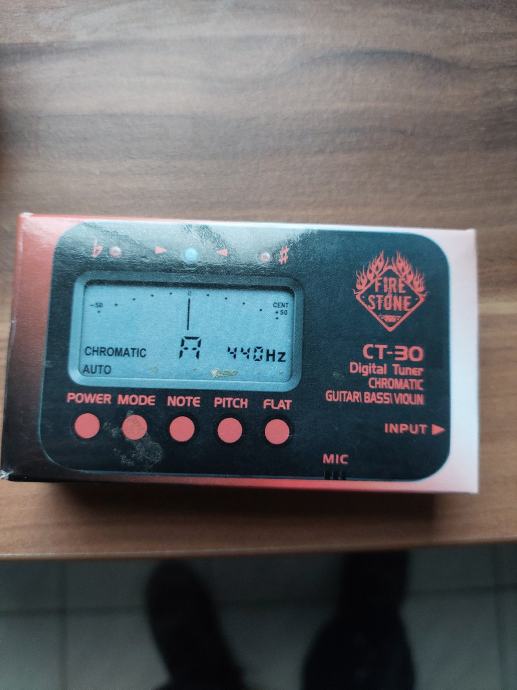 ♭ ♯
-50 0 CENT +50
CHROMATIC A 440Hz
AUTO
POWER MODE NOTE PITCH FLAT
MIC
FIRE
STONE
CT-30
Digital Tuner
CHROMATIC
GUITAR\BASS\VIOLIN
INPUT